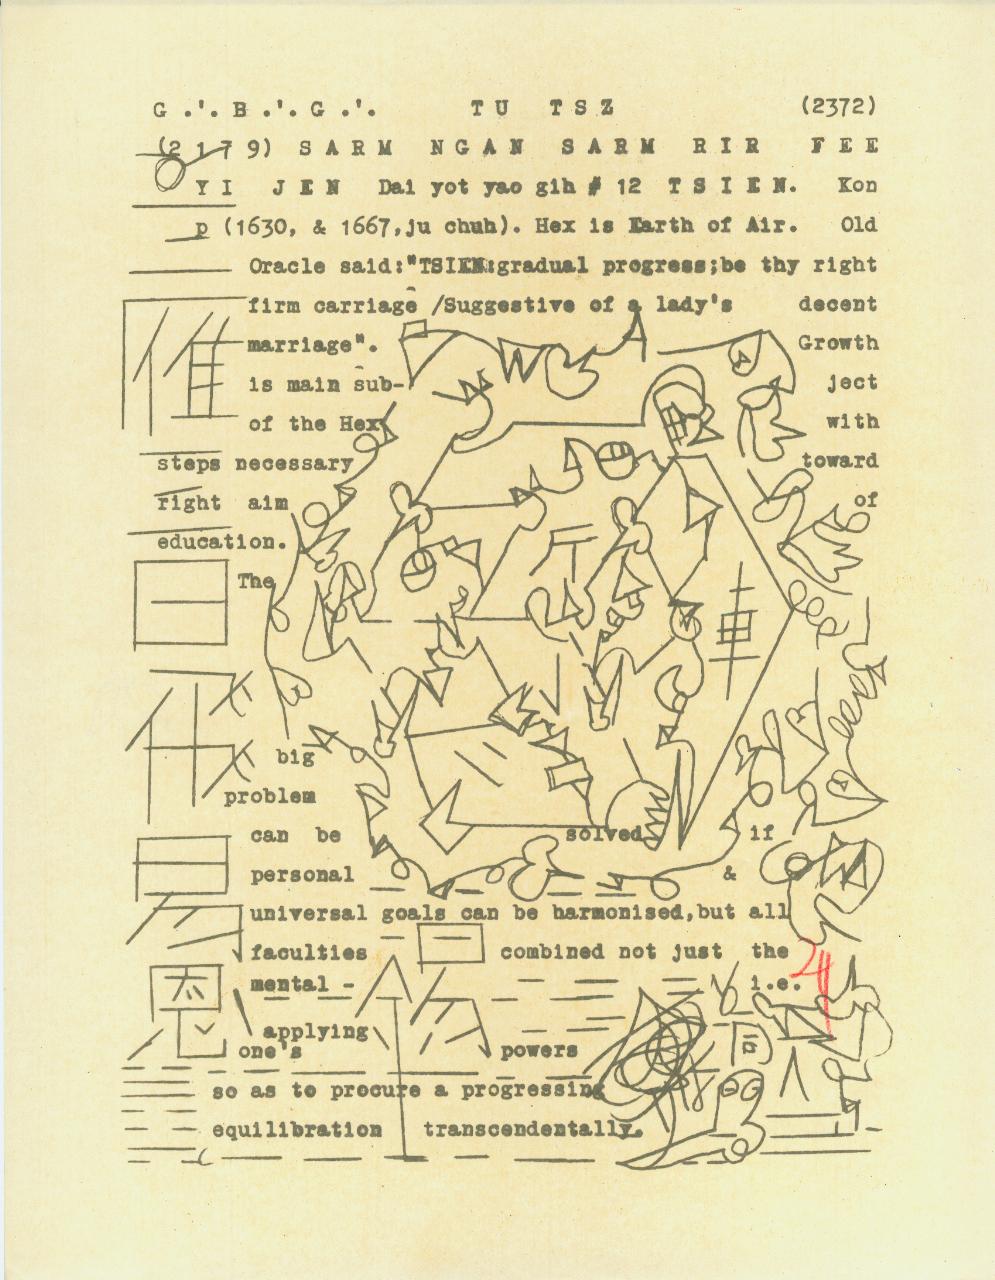 G .'. B .'. G .'. TU TSZ (2372)
(2179) SARM NGAN SARM RIR FEE
YI JEN Dai yot yao gih # 12 TSIEN. Kon
p (1630, & 1667,ju chuh). Hex is Earth of Air. Old
Oracle said:"TSIEN:gradual progress;be thy right
firm carriage /Suggestive of a lady's decent
marriage". Growth
is main sub- ject
of the Hex with
steps necessary toward
right aim of
education.
The
big
problem
can be solved if
personal &
universal goals can be harmonised,but all
faculties combined not just the
mental - i.e.
applying
one's powers
so as to procure a progressing
equilibration transcendentally.